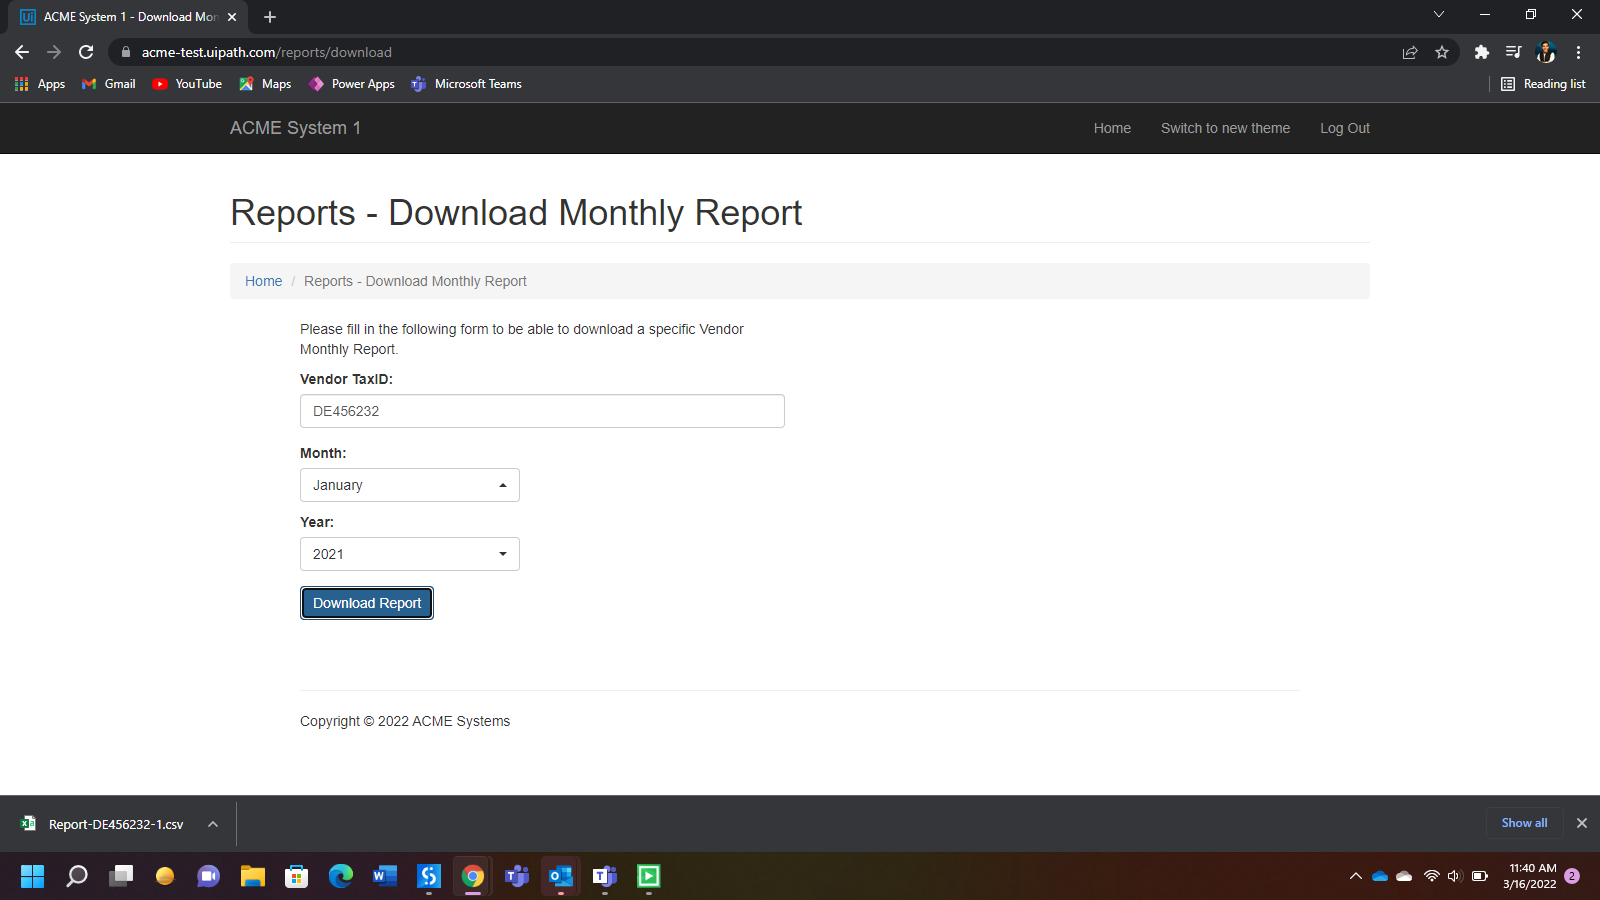 Ui ACME System 1 - Download Mon
acme-test.uipath.com/reports/download
Apps Gmail YouTube Maps Power Apps Microsoft Teams Reading list
ACME System 1 Home Switch to new theme Log Out
Reports - Download Monthly Report
Home / Reports - Download Monthly Report
Please fill in the following form to be able to download a specific Vendor
Monthly Report.
Vendor TaxID:
DE456232
Month:
January
Year:
2021
Download Report
Copyright © 2022 ACME Systems
Report-DE456232-1.csv Show all
11:40 AM
3/16/2022 2